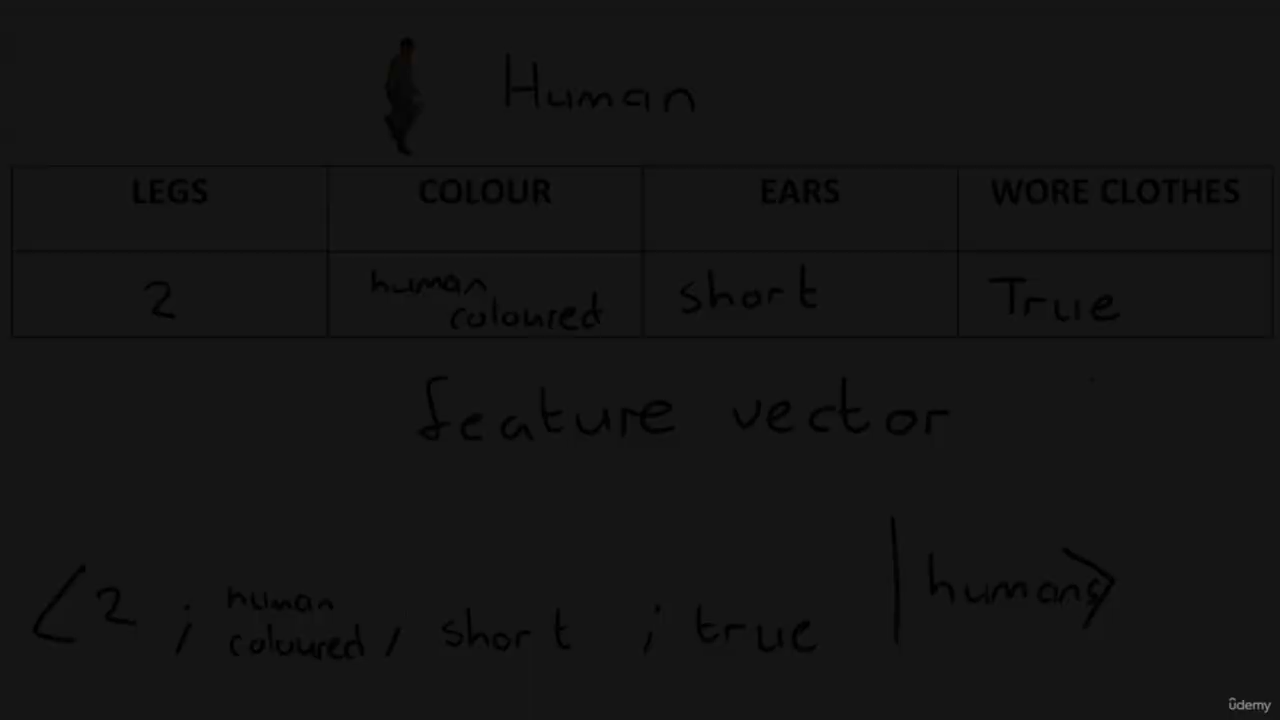 Human
LEGS COLOUR EARS WORE CLOTHES
2 human coloured short True
feature vector
<2 ; human coloured / short ; true | humans>
ûdemy